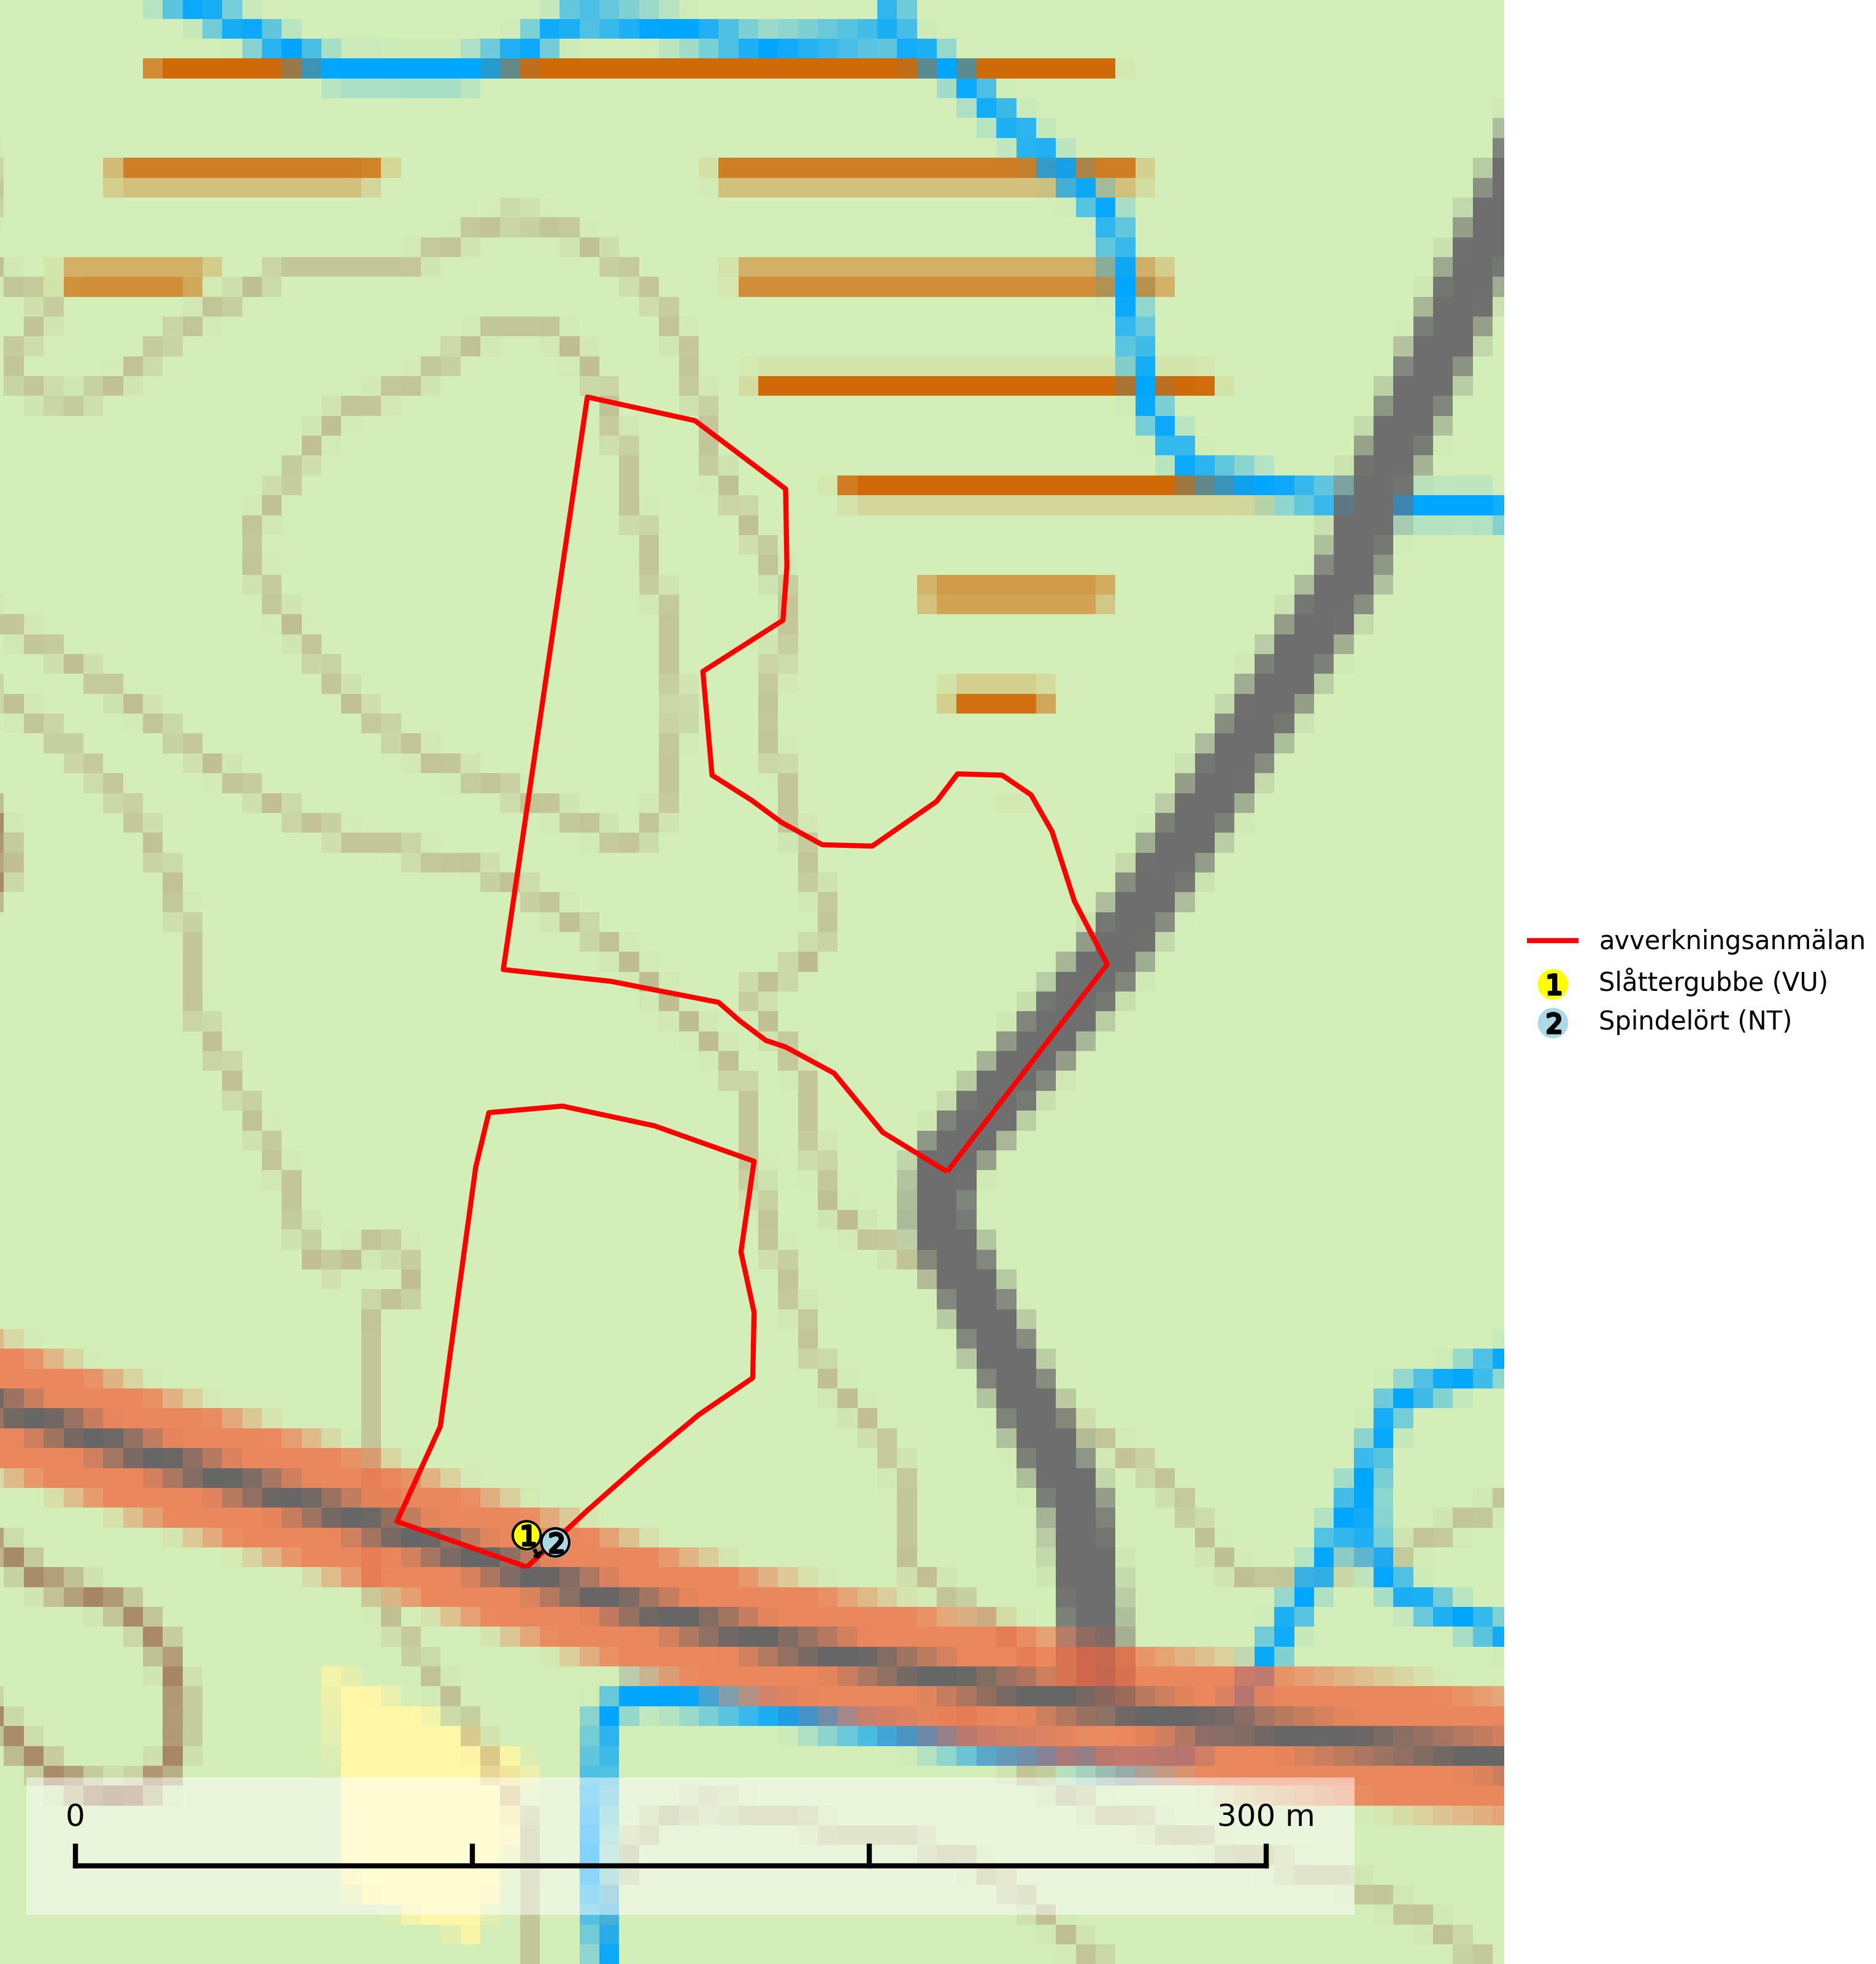 avverkningsanmälan
1 Slåttergubbe (VU)
2 Spindelört (NT)
1 2
0 300 m